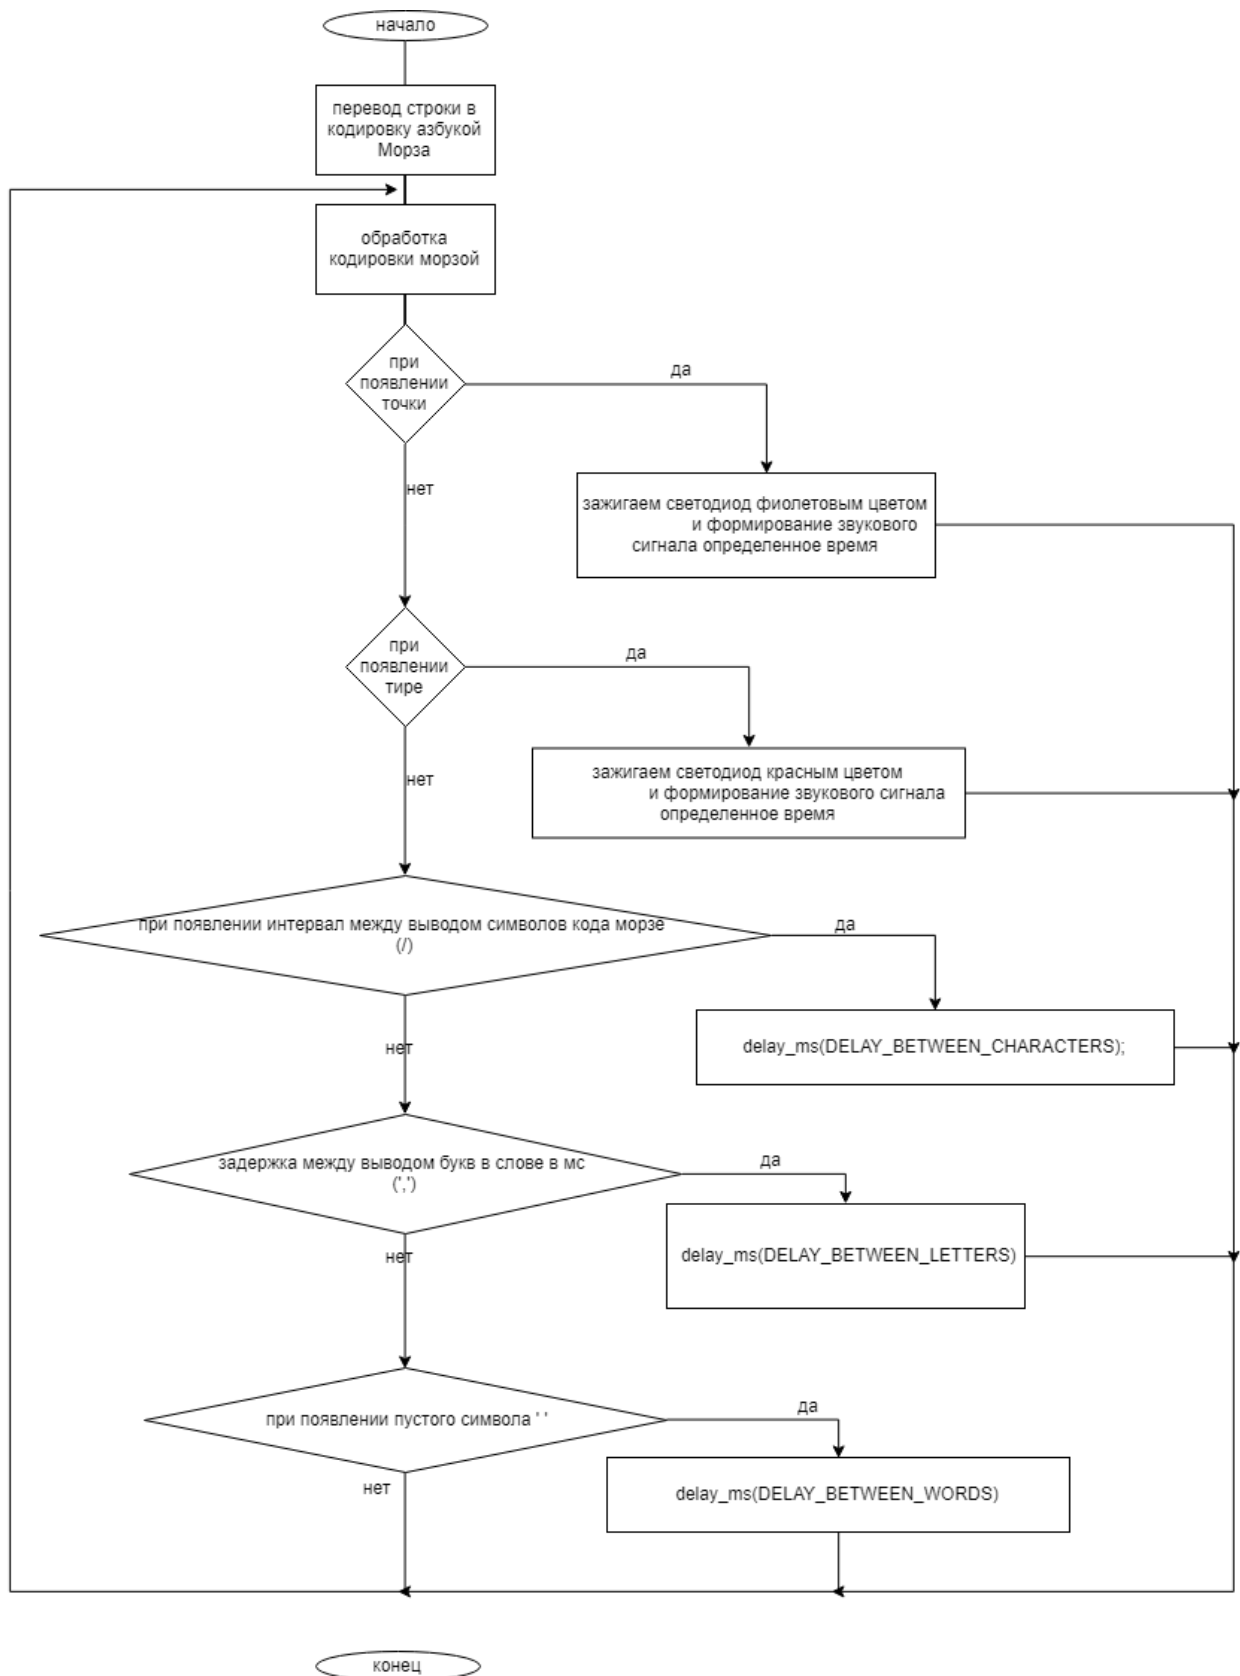 начало
перевод строки в
кодировку азбукой
Морза
обработка
кодировки морзой
при
появлении
точки
да
нет
зажигаем светодиод фиолетовым цветом
и формирование звукового
сигнала определенное время
при
появлении
тире
да
нет
зажигаем светодиод красным цветом
и формирование звукового сигнала
определенное время
при появлении интервал между выводом символов кода морзе
(/)
да
нет
delay_ms(DELAY_BETWEEN_CHARACTERS);
задержка между выводом букв в слове в мс
(',')
да
нет
delay_ms(DELAY_BETWEEN_LETTERS)
при появлении пустого символа ' '
да
нет
delay_ms(DELAY_BETWEEN_WORDS)
конец